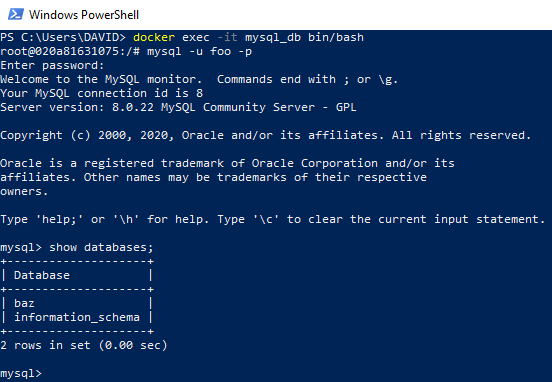 Windows PowerShell
PS C:\Users\DAVID> docker exec -it mysql_db bin/bash
root@020a81631075:/# mysql -u foo -p
Enter password:
Welcome to the MySQL monitor.  Commands end with ; or \g.
Your MySQL connection id is 8
Server version: 8.0.22 MySQL Community Server - GPL
Copyright (c) 2000, 2020, Oracle and/or its affiliates. All rights reserved.
Oracle is a registered trademark of Oracle Corporation and/or its
affiliates. Other names may be trademarks of their respective
owners.
Type 'help;' or '\h' for help. Type '\c' to clear the current input statement.
mysql> show databases;
+--------------------+
| Database           |
+--------------------+
| baz                |
| information_schema |
+--------------------+
2 rows in set (0.00 sec)
mysql>